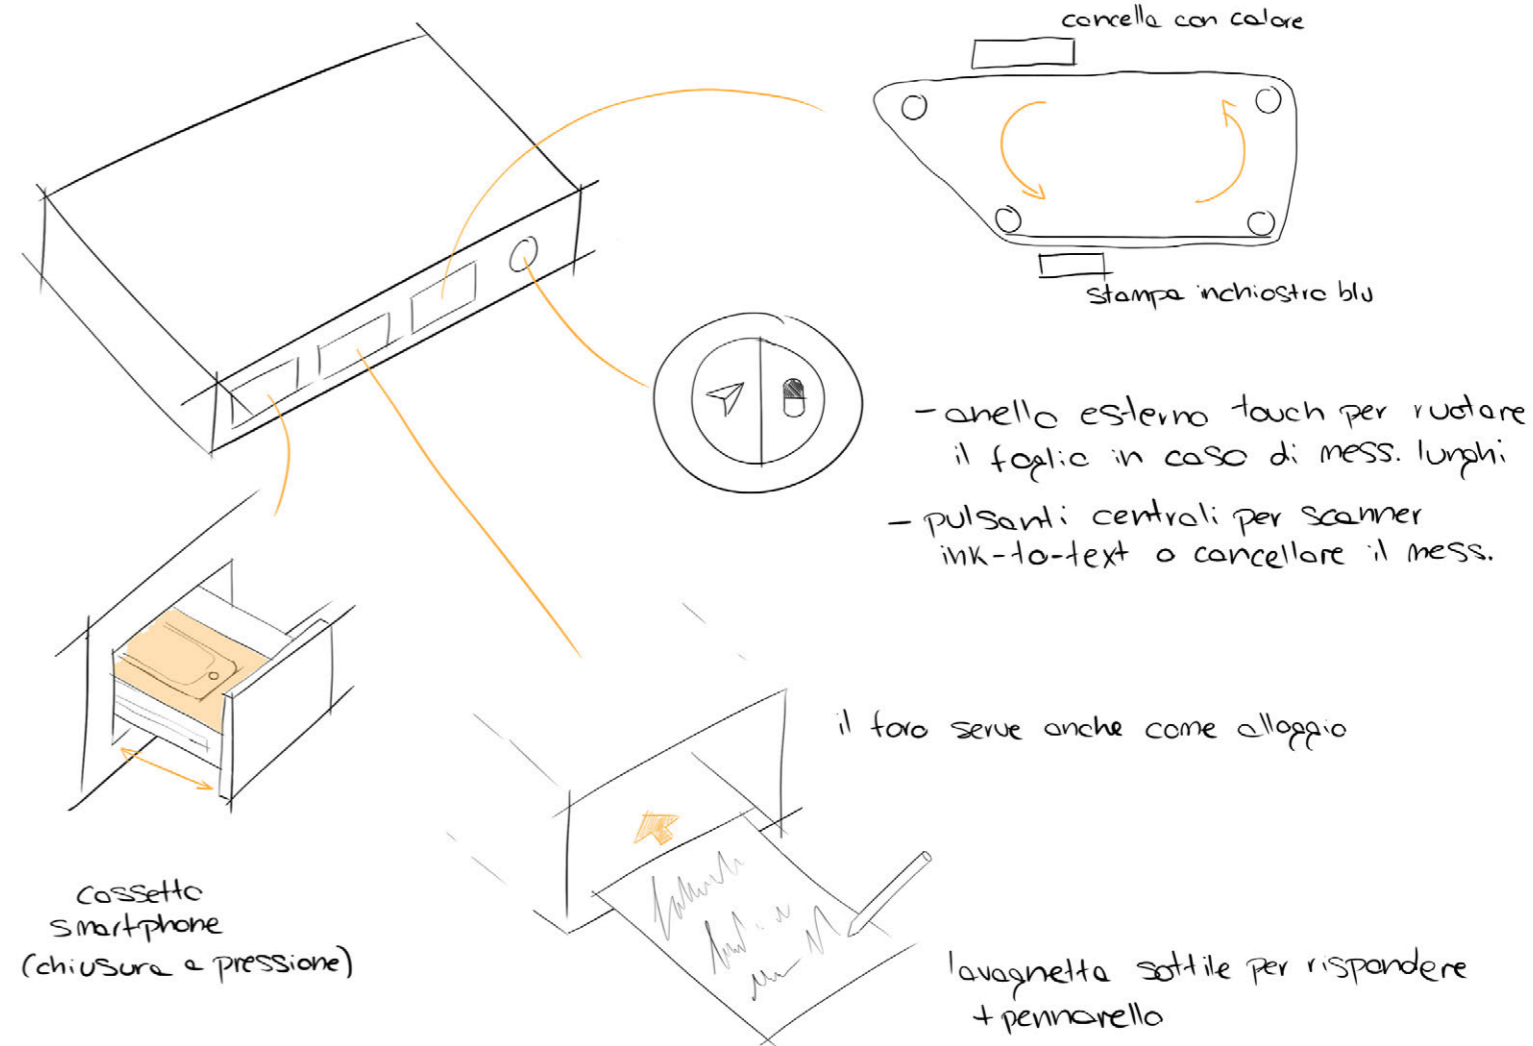 cancella con calore
stampa inchiostro blu
- anello esterno touch per ruotare
il foglio in caso di mess. lunghi
- pulsanti centrali per scanner
ink-to-text o cancellare il mess.
il foro serve anche come alloggio
cassetto
smartphone
(chiusura a pressione)
lavagnetta sottile per rispondere
+ pennarello